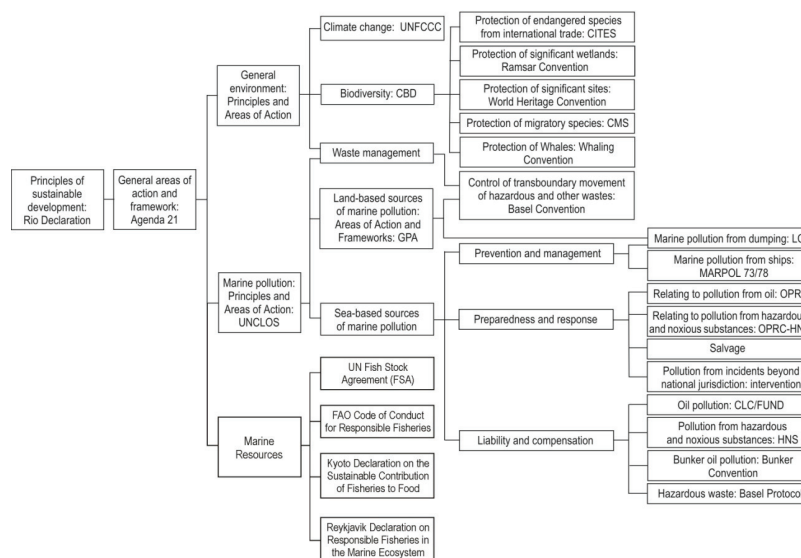 Principles of
sustainable
development:
Rio Declaration
General areas of
action and
framework:
Agenda 21
General
environment:
Principles and
Areas of Action
Marine pollution:
Principles and
Areas of Action:
UNCLOS
Marine
Resources
Climate change: UNFCCC
Biodiversity: CBD
Waste management
Land-based sources
of marine pollution:
Areas of Action and
Frameworks: GPA
Sea-based sources
of marine pollution
UN Fish Stock
Agreement (FSA)
FAO Code of Conduct
for Responsible Fisheries
Kyoto Declaration on the
Sustainable Contribution
of Fisheries to Food
Reykjavik Declaration on
Responsible Fisheries in
the Marine Ecosystem
Protection of endangered species
from international trade: CITES
Protection of significant wetlands:
Ramsar Convention
Protection of significant sites:
World Heritage Convention
Protection of migratory species: CMS
Protection of Whales: Whaling
Convention
Control of transboundary movement
of hazardous and other wastes:
Basel Convention
Prevention and management
Preparedness and response
Liability and compensation
Marine pollution from dumping: LC
Marine pollution from ships:
MARPOL 73/78
Relating to pollution from oil: OPR
Relating to pollution from hazardous
and noxious substances: OPRC-HN
Salvage
Pollution from incidents beyond
national jurisdiction: intervention
Oil pollution: CLC/FUND
Pollution from hazardous
and noxious substances: HNS
Bunker oil pollution: Bunker
Convention
Hazardous waste: Basel Protocol